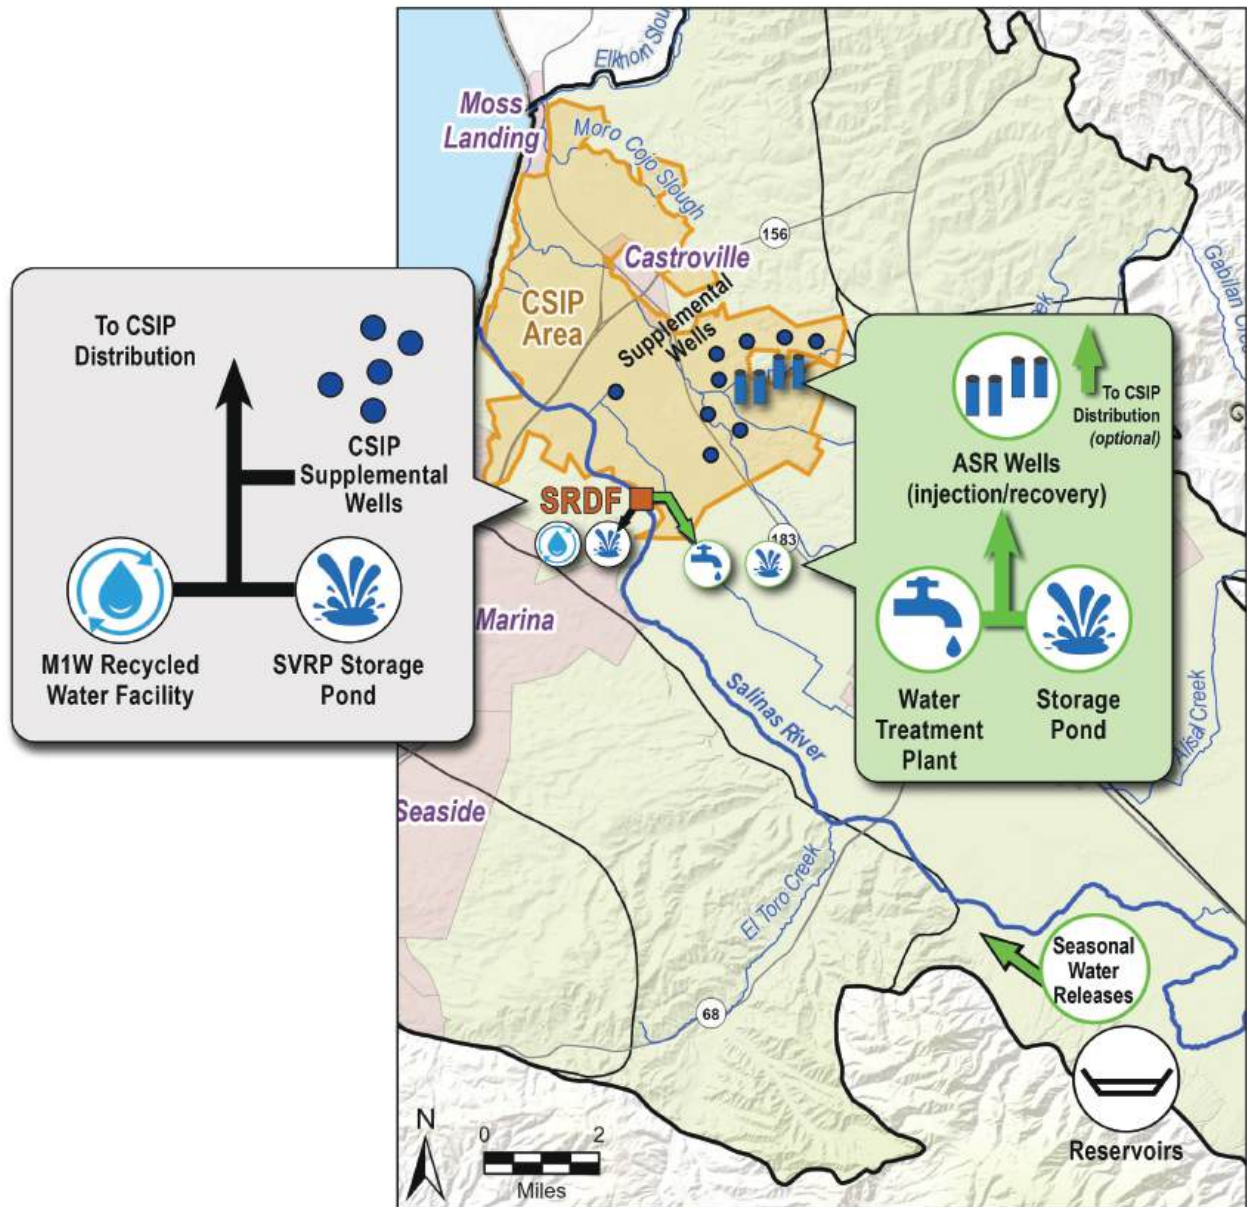 Elkhorn Slou
Moss
Landing
Moro Cojo Slough
156
Castroville
Gabilan
CSIP
Area
Supplemental
Wells
To CSIP
Distribution
CSIP
Supplemental
Wells
M1W Recycled
Water Facility
SVRP Storage
Pond
To CSIP
Distribution
(optional)
ASR Wells
(injection/recovery)
Water
Treatment
Plant
Storage
Pond
SRDF
183
Marina
Salinas River
Alisal Creek
Seaside
El Toro Creek
Seasonal
Water
Releases
68
Reservoirs
N
0 2
Miles